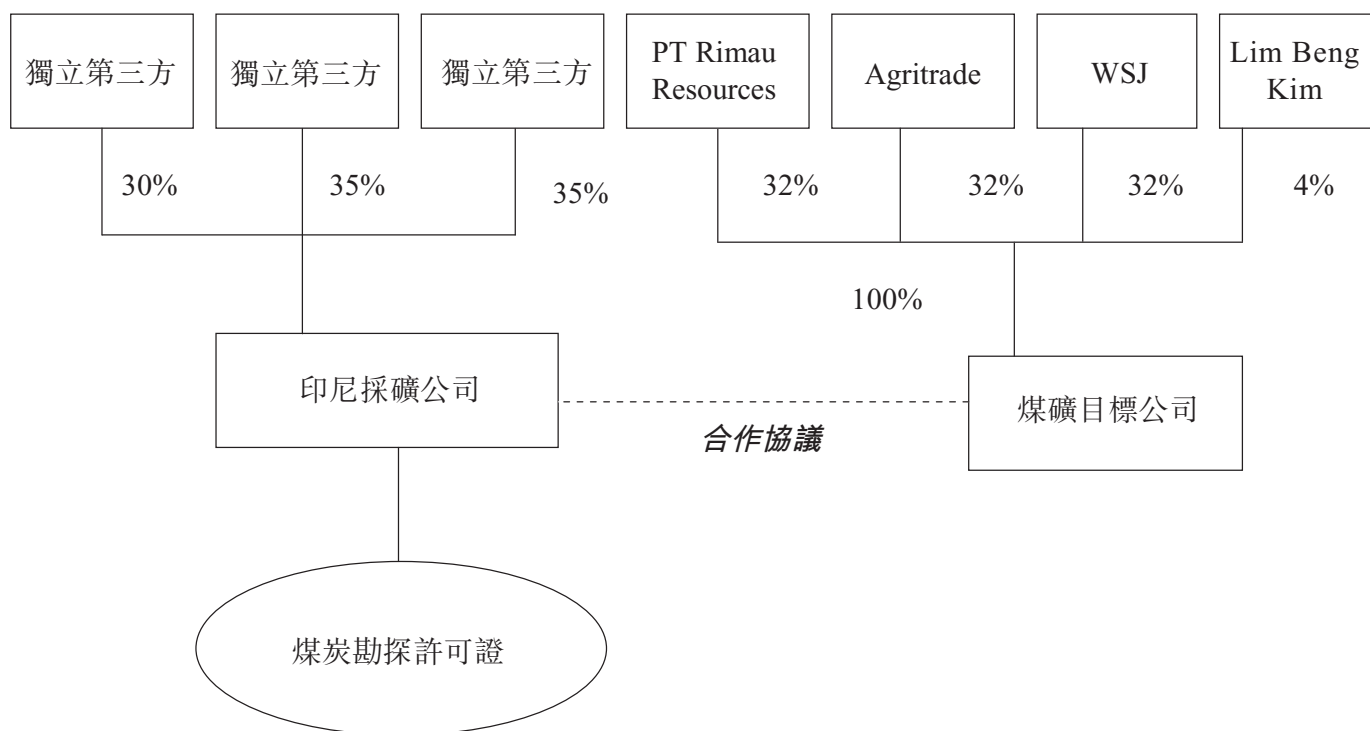 獨立第三方
獨立第三方
獨立第三方
PT Rimau
Resources
Agritrade
WSJ
Lim Beng
Kim
30%
35%
35%
32%
32%
32%
4%
100%
印尼採礦公司
合作協議
煤礦目標公司
煤炭勘探許可證